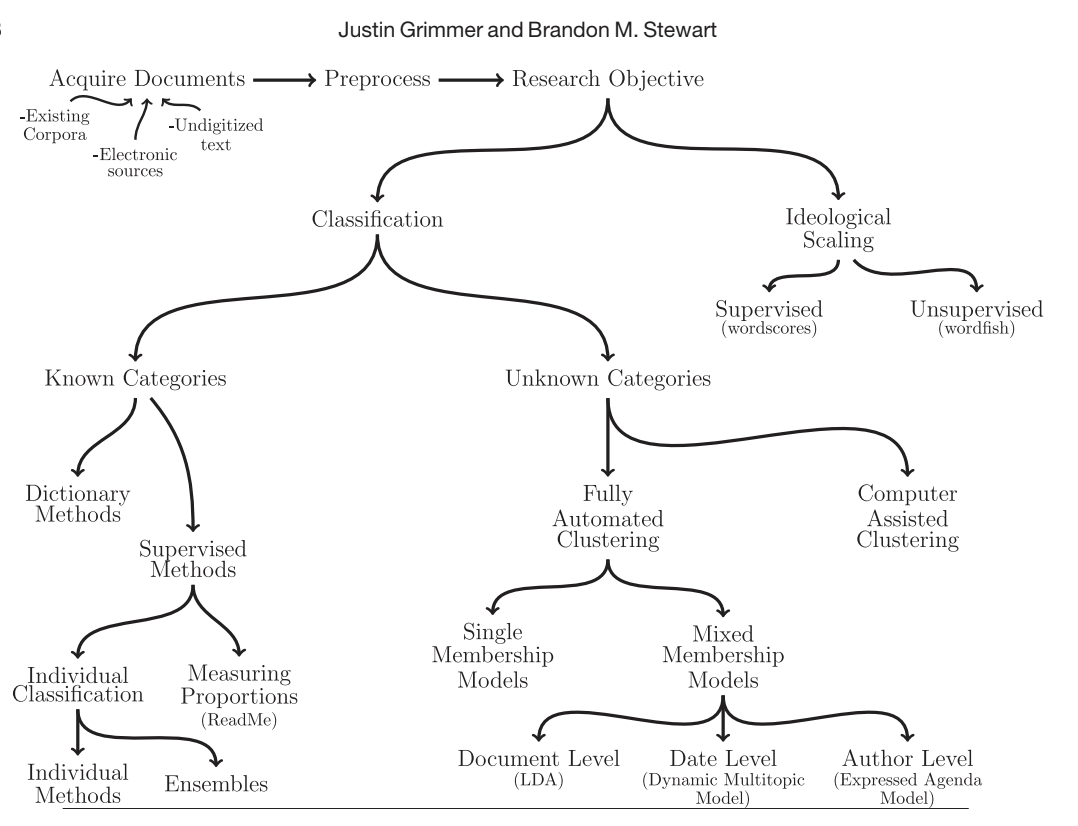 Justin Grimmer and Brandon M. Stewart
Acquire Documents
Preprocess
Research Objective
-Existing
Corpora
-Electronic
sources
-Undigitized
text
Classification
Ideological
Scaling
Supervised
(wordscores)
Unsupervised
(wordfish)
Known Categories
Unknown Categories
Dictionary
Methods
Supervised
Methods
Fully
Automated
Clustering
Computer
Assisted
Clustering
Individual
Classification
Measuring
Proportions
(ReadMe)
Single
Membership
Models
Mixed
Membership
Models
Individual
Methods
Ensembles
Document Level
(LDA)
Date Level
(Dynamic Multitopic
Model)
Author Level
(Expressed Agenda
Model)